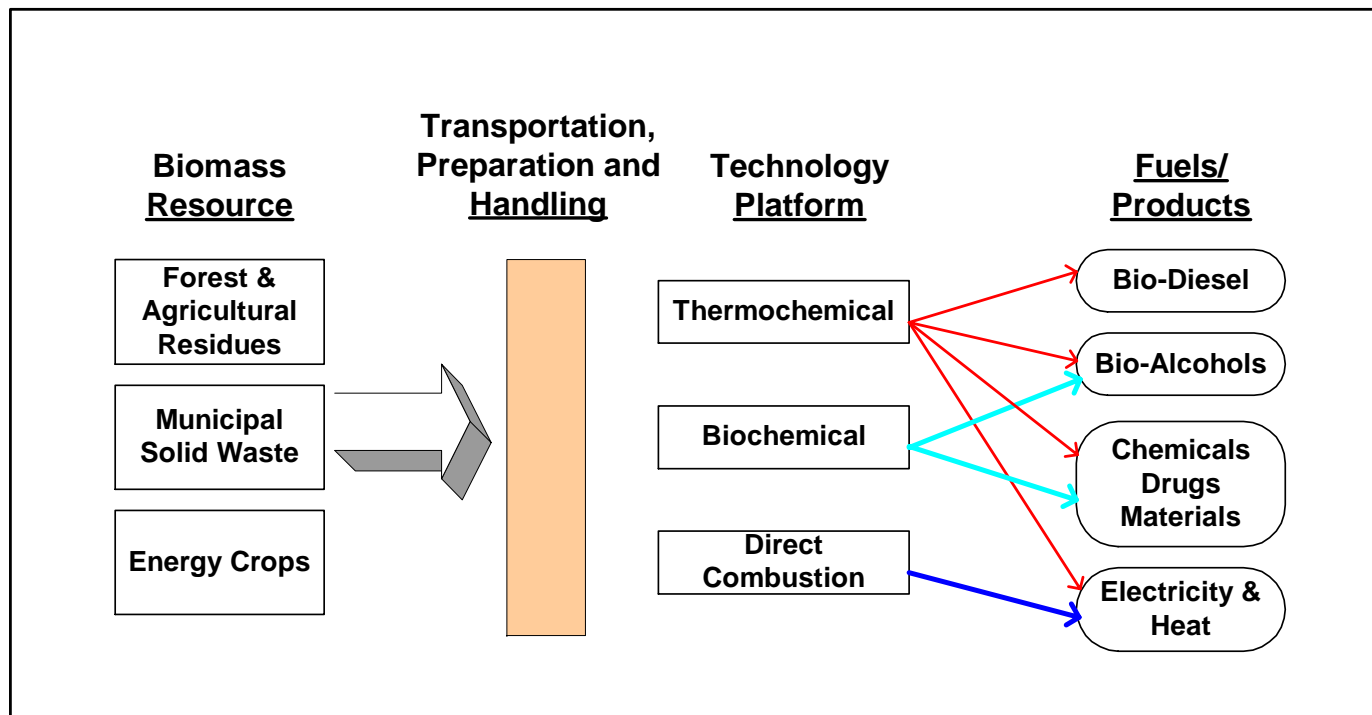 Biomass
Resource
Transportation,
Preparation and
Handling
Technology
Platform
Fuels/
Products
Forest &
Agricultural
Residues
Municipal
Solid Waste
Energy Crops
Thermochemical
Biochemical
Direct
Combustion
Bio-Diesel
Bio-Alcohols
Chemicals
Drugs
Materials
Electricity &
Heat